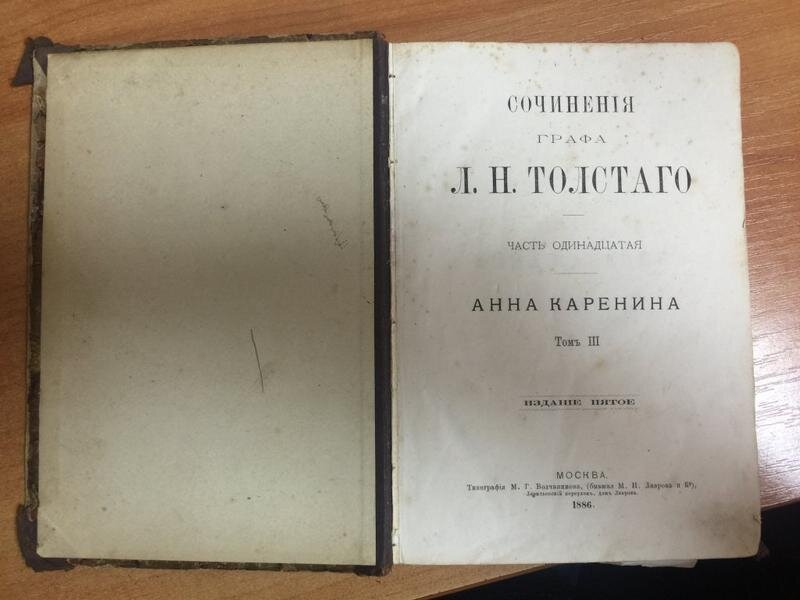 СОЧИНЕНІЯ
ГРАФА
Л. Н. ТОЛСТАГО
ЧАСТЬ ОДИНАДЦАТАЯ
АННА КАРЕНИНА
Томъ III
ИЗДАНІЕ ПЯТОЕ
МОСКВА.
Типографія М. Г. Волчанинова, (бывшая М. Н. Лаврова и Кº),
Леонтьевскій переулокъ, домъ Лаврова.
1886.